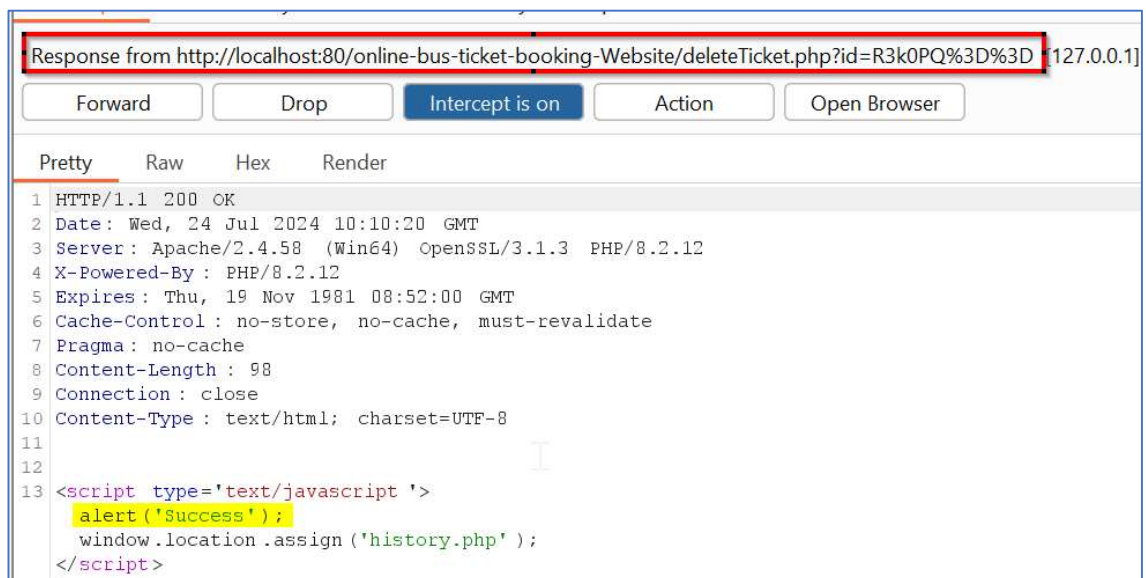 Response from http://localhost:80/online-bus-ticket-booking-Website/deleteTicket.php?id=R3k0PQ%3D%3D [127.0.0.1]
Forward Drop Intercept is on Action Open Browser
Pretty Raw Hex Render
1 HTTP/1.1 200 OK
2 Date: Wed, 24 Jul 2024 10:10:20 GMT
3 Server: Apache/2.4.58 (Win64) OpenSSL/3.1.3 PHP/8.2.12
4 X-Powered-By: PHP/8.2.12
5 Expires: Thu, 19 Nov 1981 08:52:00 GMT
6 Cache-Control: no-store, no-cache, must-revalidate
7 Pragma: no-cache
8 Content-Length: 98
9 Connection: close
10 Content-Type: text/html; charset=UTF-8
11
12
13 <script type='text/javascript'>
alert('Success');
window.location.assign('history.php');
</script>